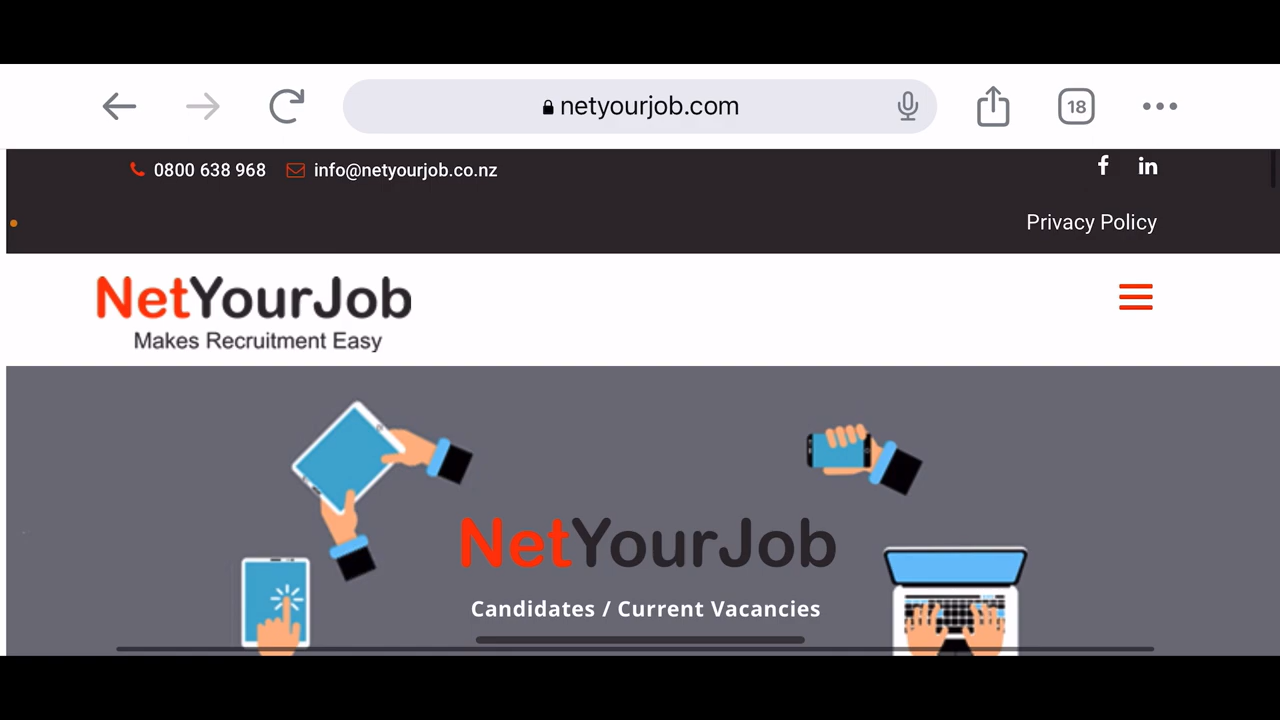 netyourjob.com
18
0800 638 968 info@netyourjob.co.nz
f in
Privacy Policy
NetYourJob
Makes Recruitment Easy
NetYourJob
Candidates / Current Vacancies